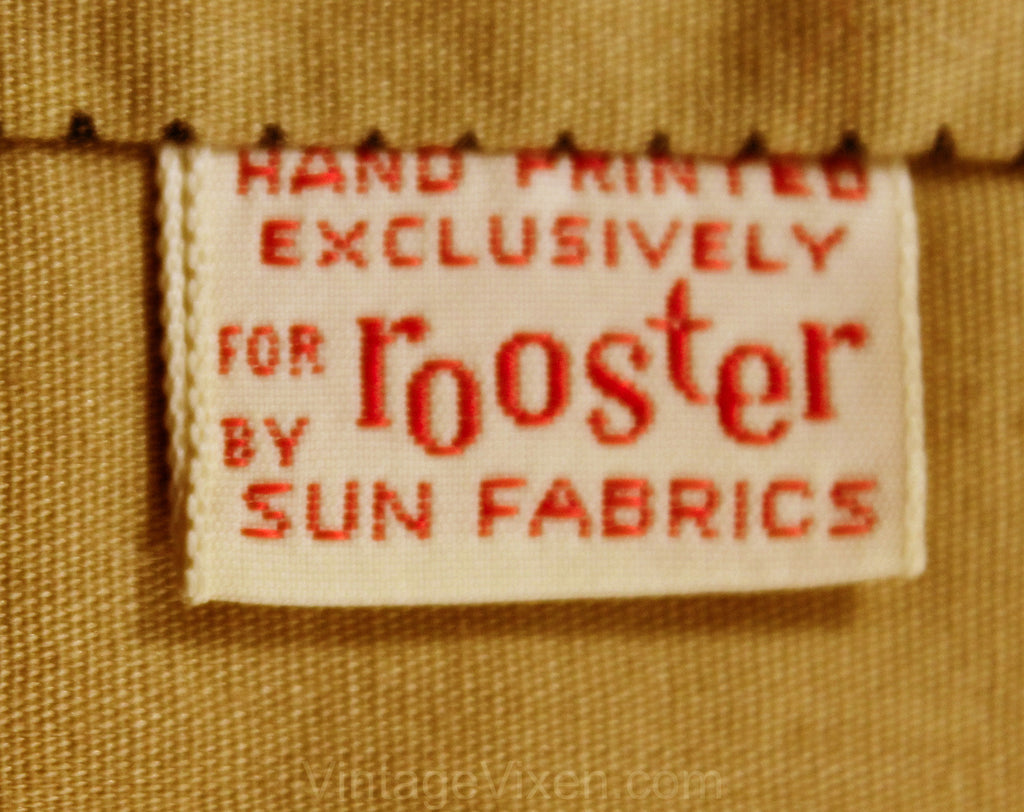 HAND PRINTED
EXCLUSIVELY
FOR rooster
BY
SUN FABRICS
VintageVixen.com